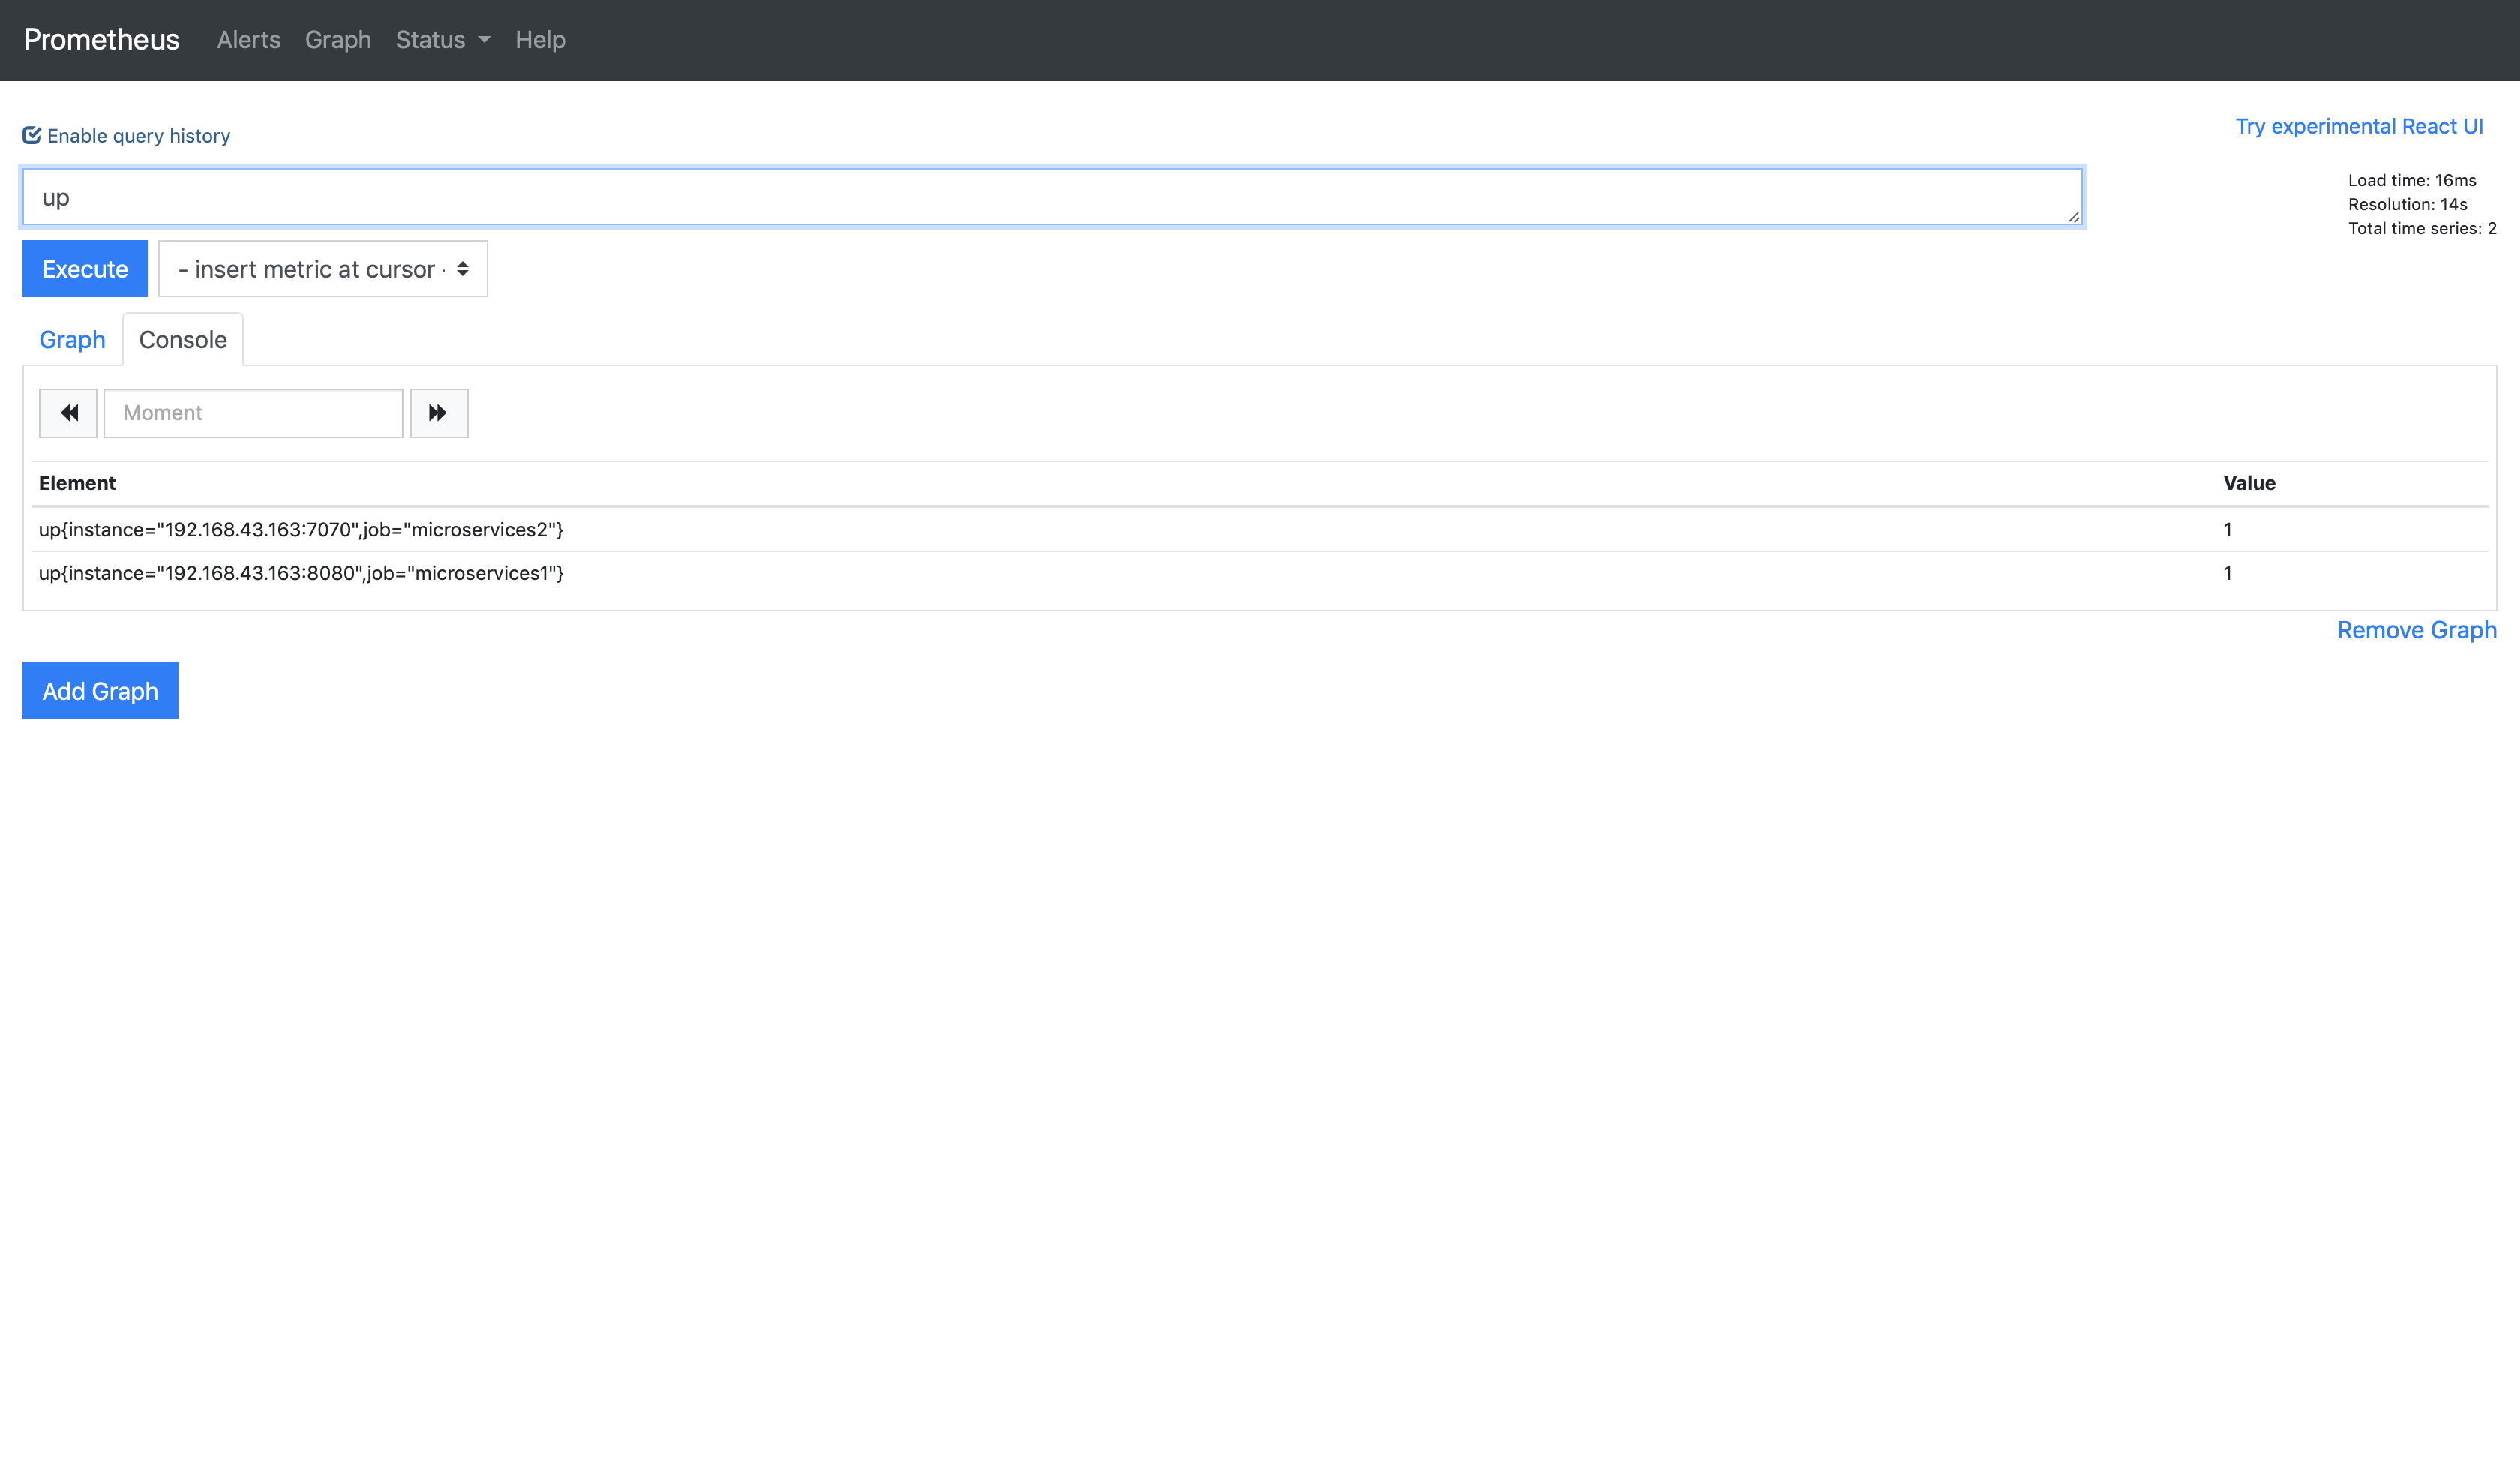 Prometheus Alerts Graph Status Help
Enable query history
Try experimental React UI
up
Load time: 16ms
Resolution: 14s
Total time series: 2
Execute - insert metric at cursor -
Graph Console
Moment
Element Value
up{instance="192.168.43.163:7070",job="microservices2"} 1
up{instance="192.168.43.163:8080",job="microservices1"} 1
Remove Graph
Add Graph